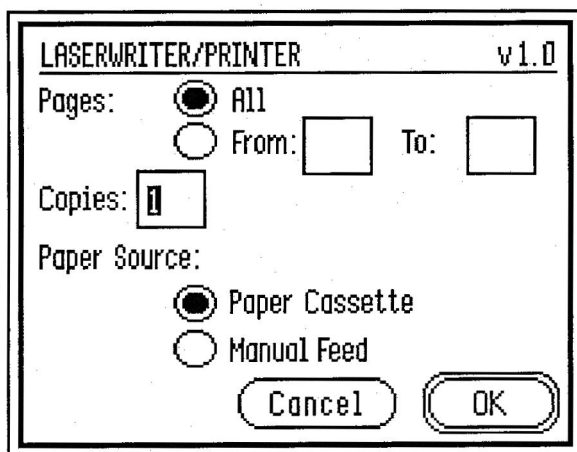 LASERWRITER/PRINTER v1.0
Pages: All
From: To:
Copies: 1
Paper Source:
Paper Cassette
Manual Feed
Cancel OK